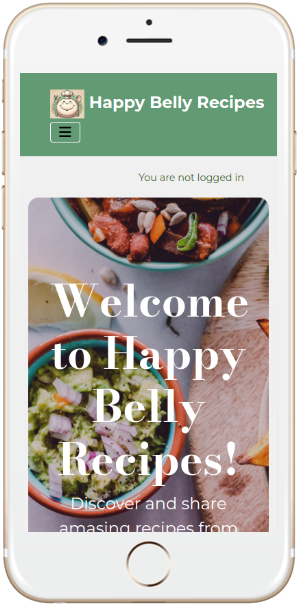 Happy Belly Recipes
You are not logged in
Welcome
to Happy
Belly
Recipes!
Discover and share
amasing recipes from